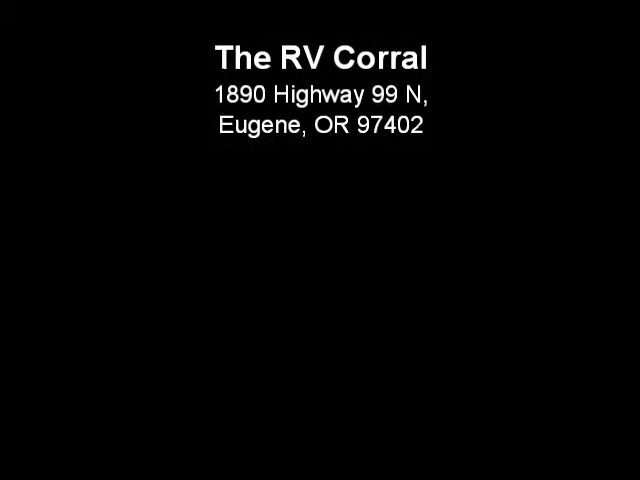 The RV Corral
1890 Highway 99 N,
Eugene, OR 97402